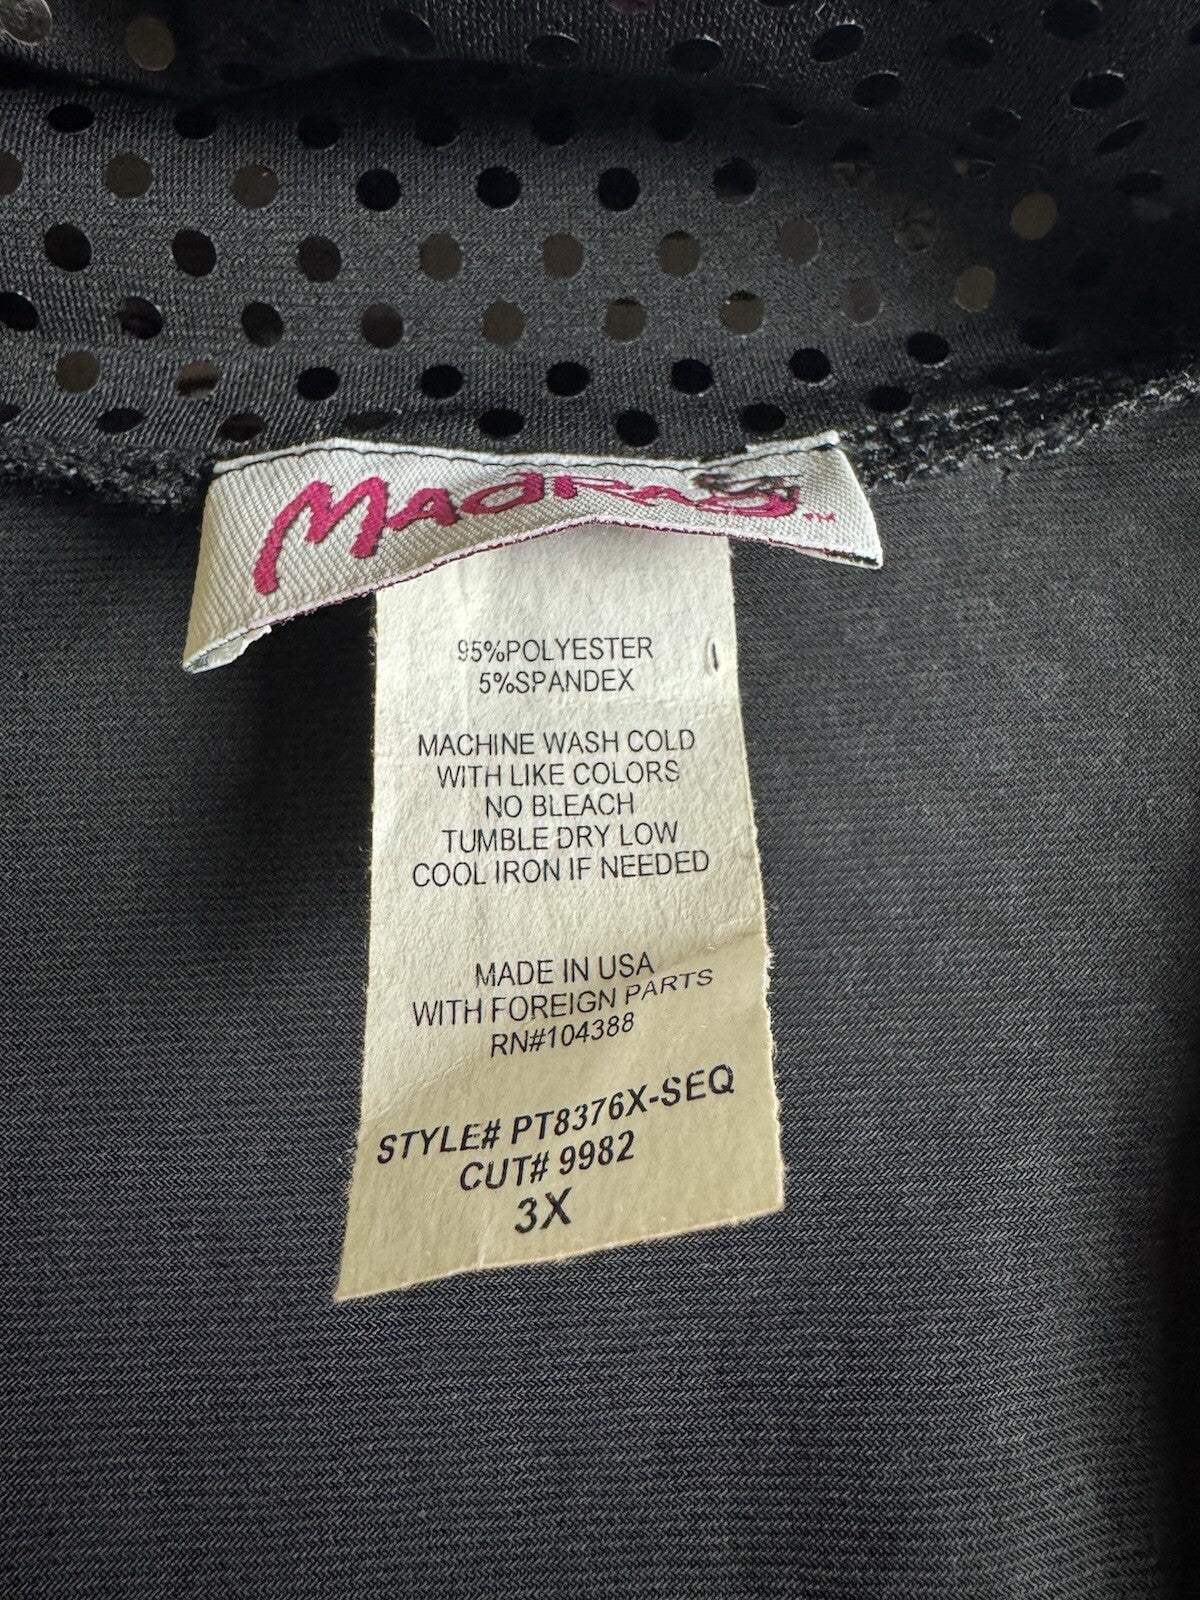 MADRAG™
95%POLYESTER
5%SPANDEX
MACHINE WASH COLD
WITH LIKE COLORS
NO BLEACH
TUMBLE DRY LOW
COOL IRON IF NEEDED
MADE IN USA
WITH FOREIGN PARTS
RN#104388
STYLE# PT8376X-SEQ
CUT# 9982
3X